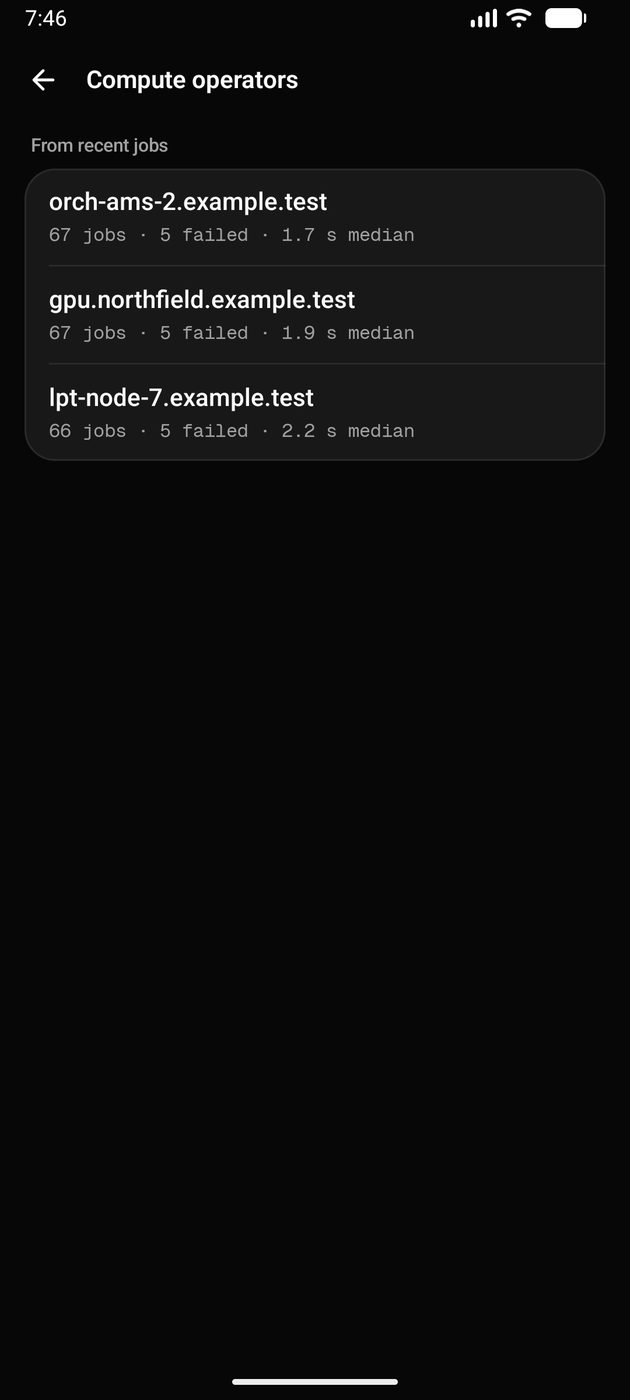 7:46
Compute operators
From recent jobs
orch-ams-2.example.test
67 jobs · 5 failed · 1.7 s median
gpu.northfield.example.test
67 jobs · 5 failed · 1.9 s median
lpt-node-7.example.test
66 jobs · 5 failed · 2.2 s median